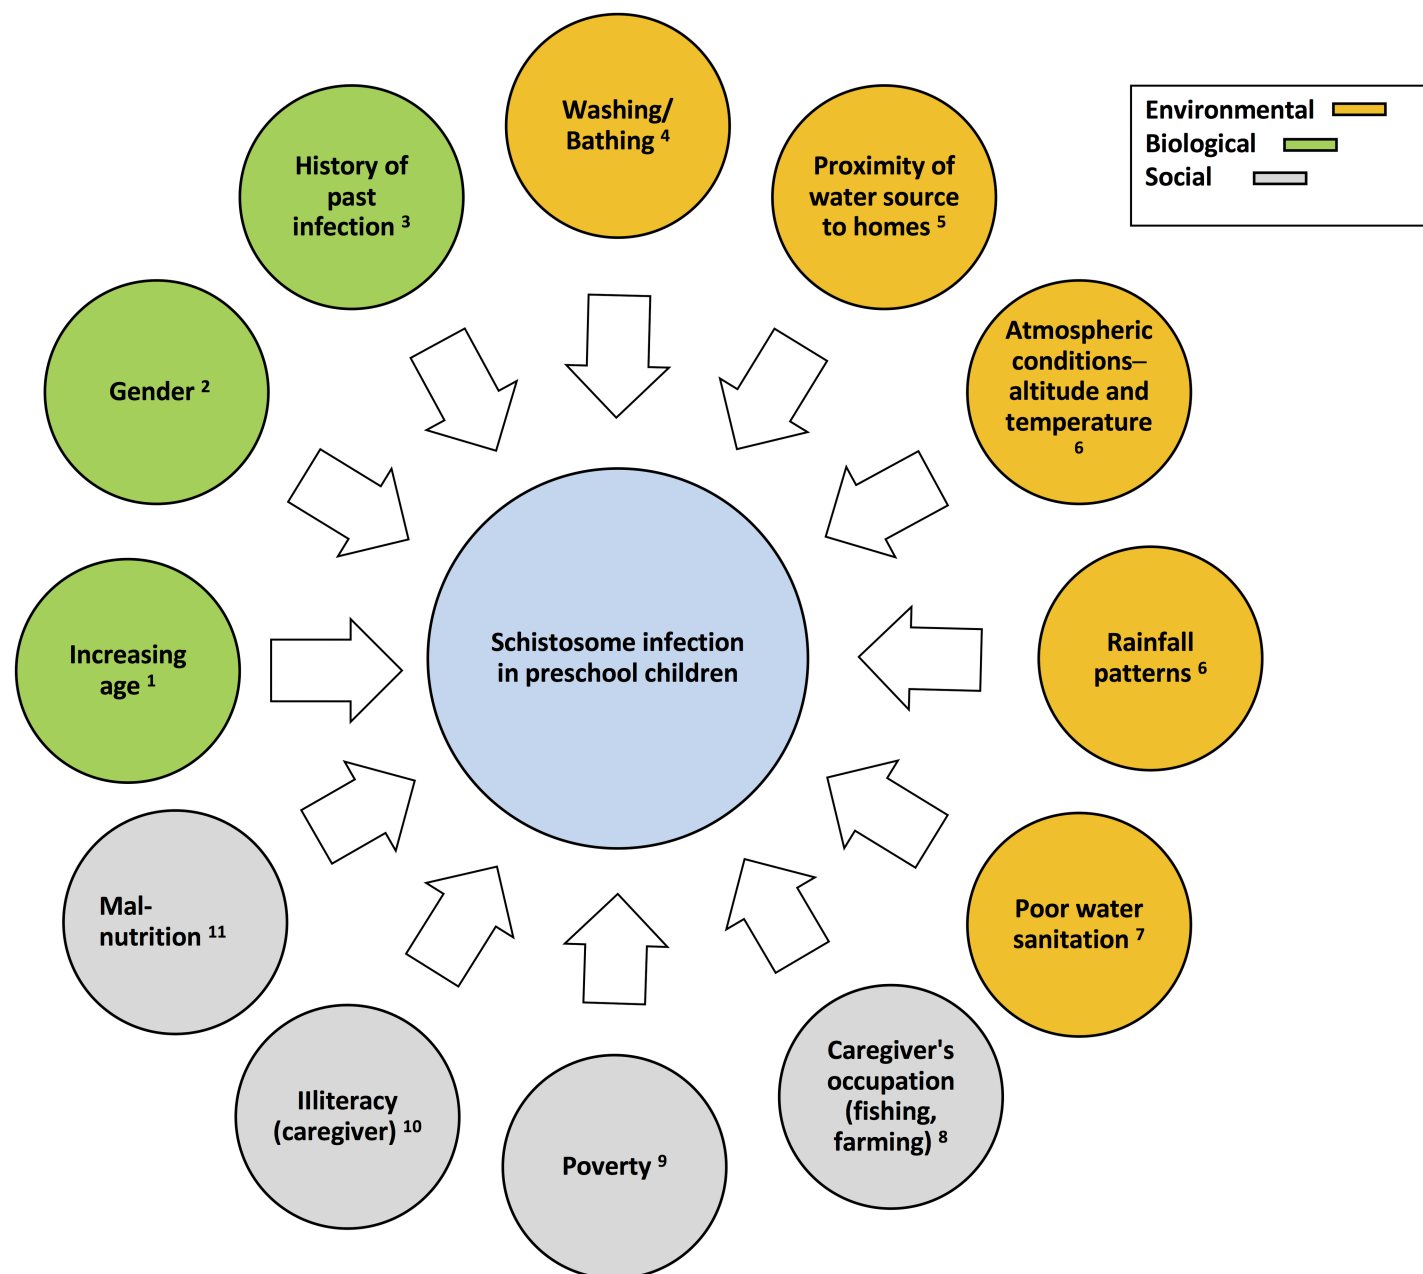 Washing/
Bathing 4
Proximity of
water source
to homes 5
Atmospheric
conditions–
altitude and
temperature
6
Rainfall
patterns 6
Poor water
sanitation 7
Caregiver's
occupation
(fishing,
farming) 8
Poverty 9
Illiteracy
(caregiver) 10
Mal-
nutrition 11
Increasing
age 1
Gender 2
History of
past
infection 3
Schistosome infection
in preschool children
Environmental
Biological
Social